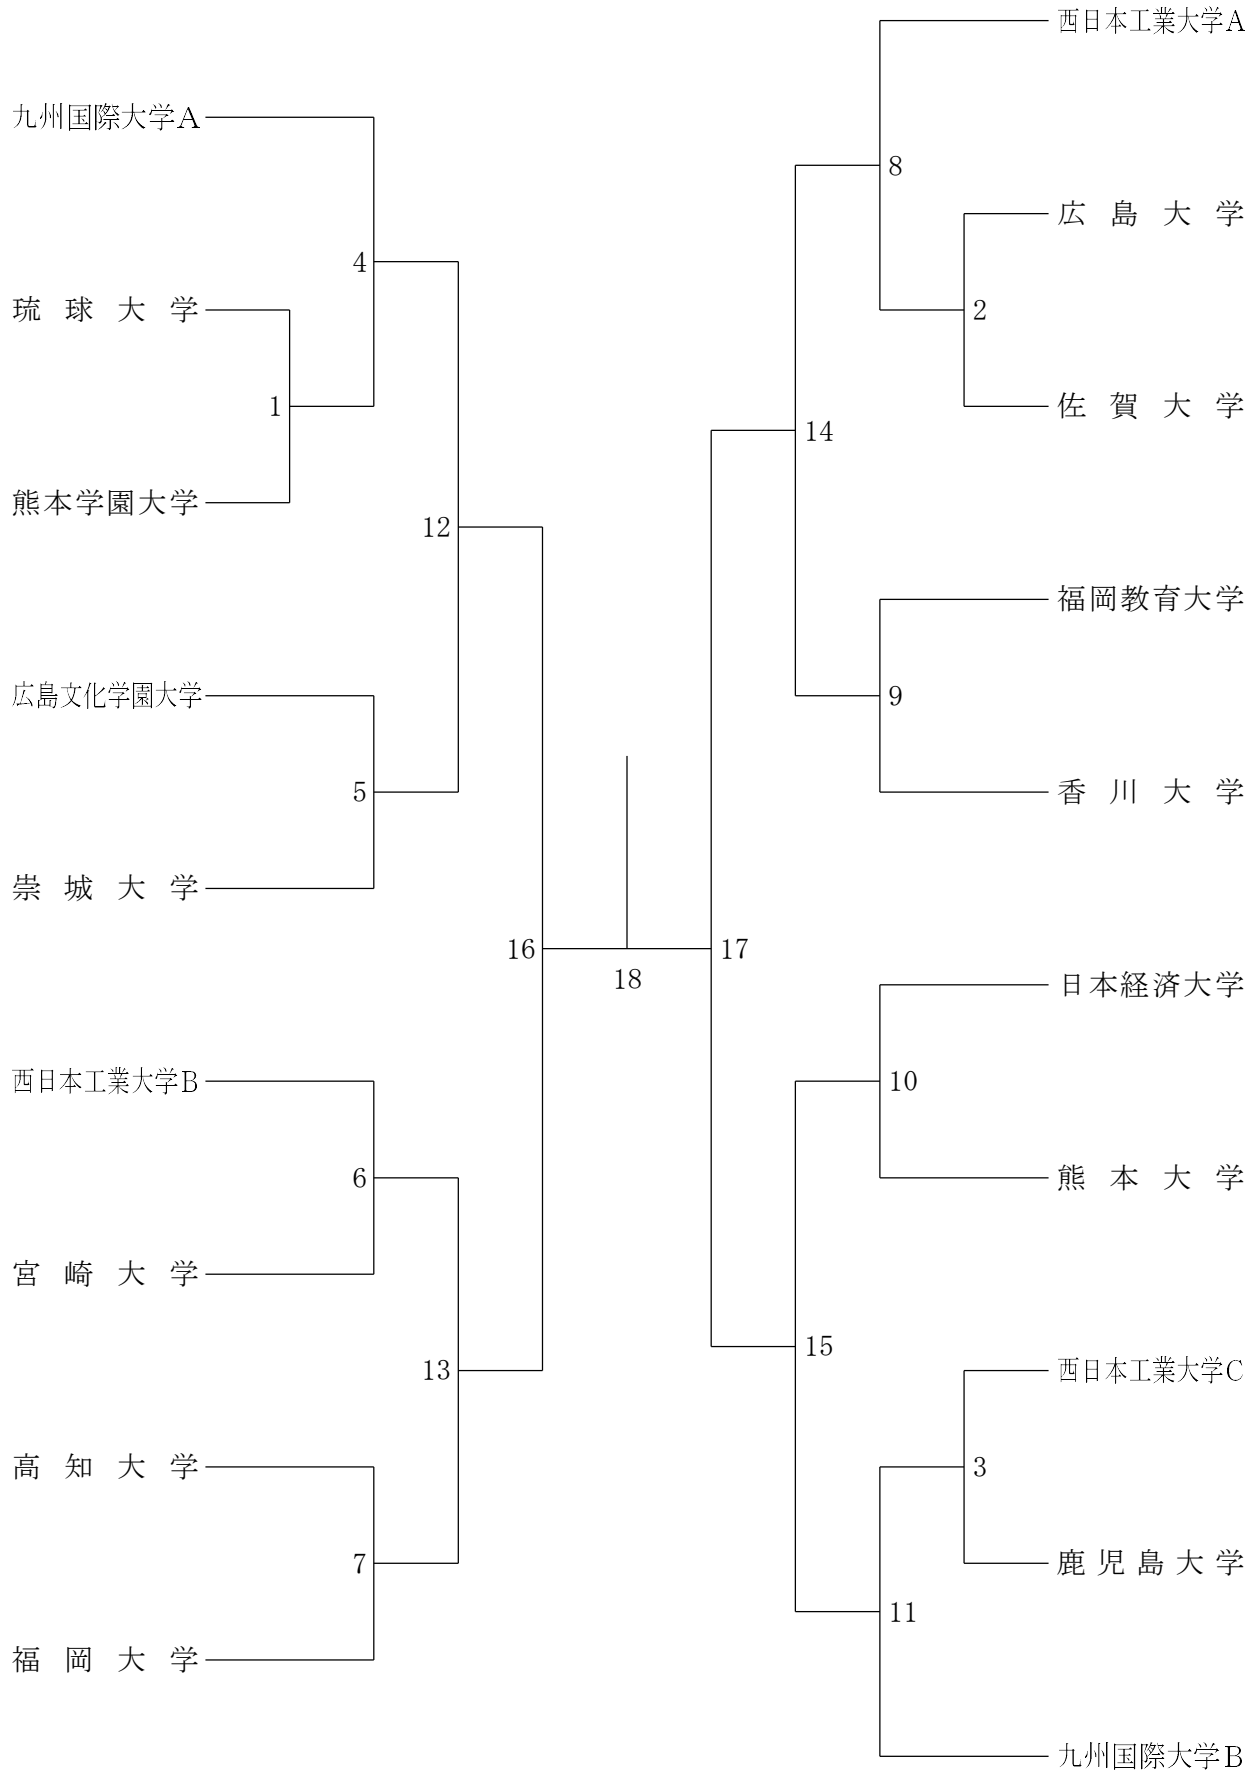 九州国際大学A
琉球大学
熊本学園大学
広島文化学園大学
崇城大学
西日本工業大学B
宮崎大学
高知大学
福岡大学
1
4
5
6
7
12
13
16
18
17
14
15
8
9
10
11
2
3
西日本工業大学A
広島大学
佐賀大学
福岡教育大学
香川大学
日本経済大学
熊本大学
西日本工業大学C
鹿児島大学
九州国際大学B